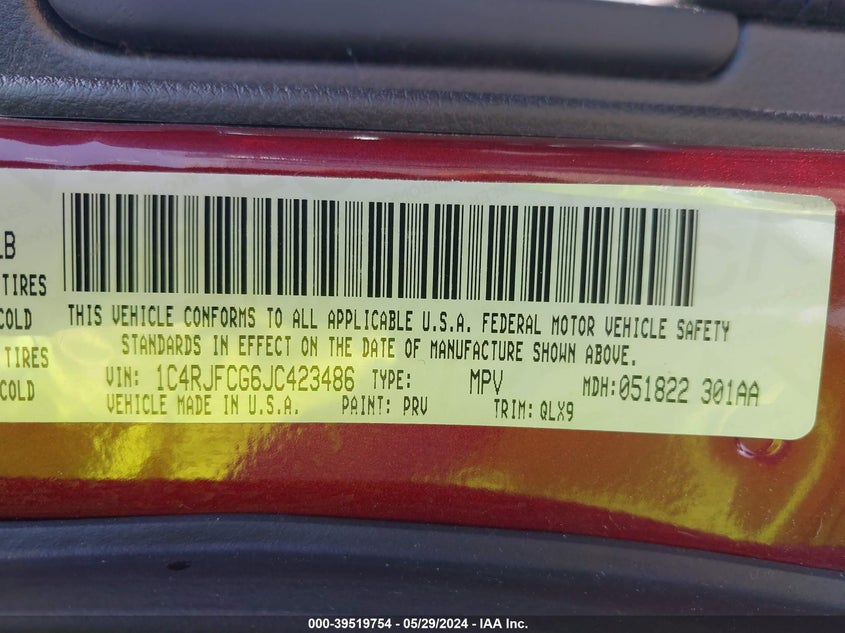 LB
TIRES
COLD
TIRES
COLD
THIS VEHICLE CONFORMS TO ALL APPLICABLE U.S.A. FEDERAL MOTOR VEHICLE SAFETY
STANDARDS IN EFFECT ON THE DATE OF MANUFACTURE SHOWN ABOVE.
VIN: 1C4RJFCG6JC423486 TYPE: MPV MDH:051822 301AA
VEHICLE MADE IN U.S.A. PAINT: PRV TRIM: QLX9
000-39519754 - 05/29/2024 - IAA Inc.